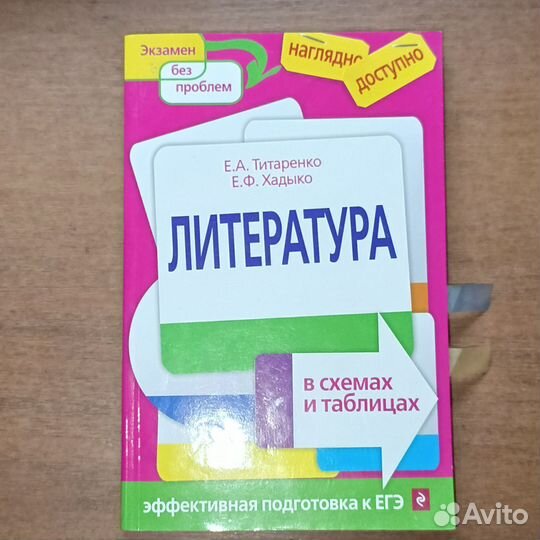 Экзамен
без
проблем
наглядно
доступно
Е.А. Титаренко
Е.Ф. Хадыко
ЛИТЕРАТУРА
в схемах
и таблицах
эффективная подготовка к ЕГЭ
Avito